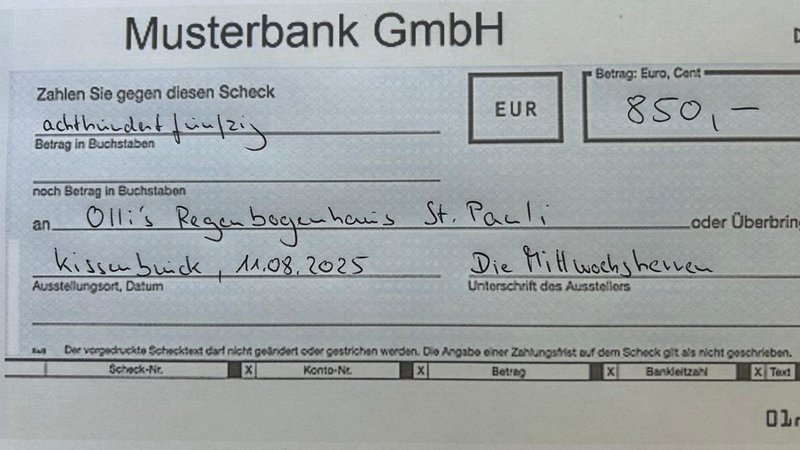 Musterbank GmbH
Zahlen Sie gegen diesen Scheck
EUR
Betrag: Euro, Cent
850,—
achthundertfünfzig
Betrag in Buchstaben
noch Betrag in Buchstaben
an Olli's Regenbogenhaus St. Pauli oder Überbring
Kissenbrück, 11.08.2025 Die Mittwochsherren
Ausstellungsort, Datum Unterschrift des Ausstellers
Der vorgedruckte Schecktext darf nicht geändert oder gestrichen werden. Die Angabe einer Zahlungsfrist auf dem Scheck gilt als nicht geschrieben.
Scheck-Nr. X Konto-Nr. X Betrag X Bankleitzahl X Text
01